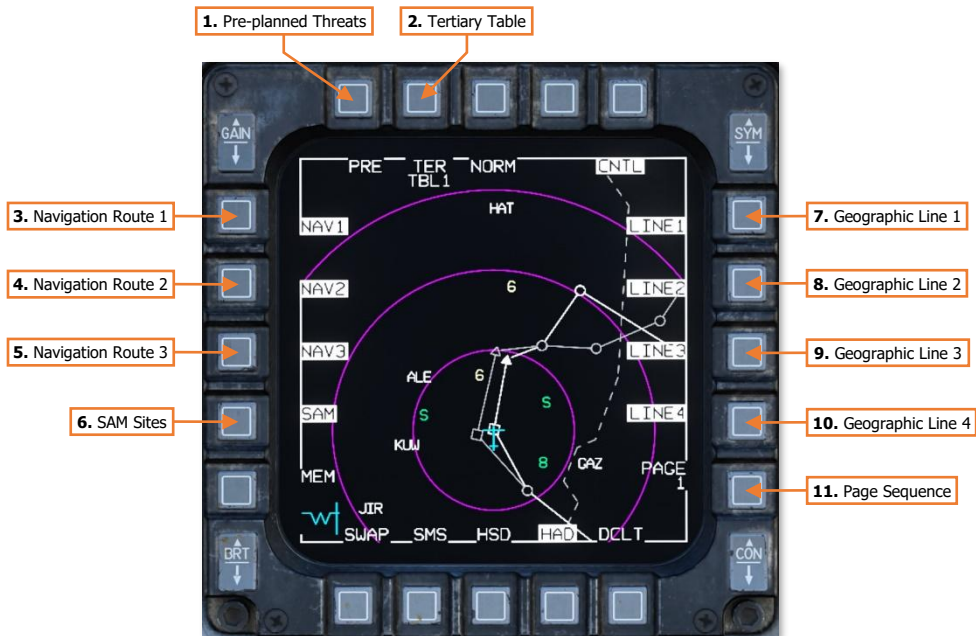 1. Pre-planned Threats
2. Tertiary Table
GAIN
SYM
PRE TER NORM CNTL
TBL1
3. Navigation Route 1
HAT
NAV1 LINE1
7. Geographic Line 1
4. Navigation Route 2
NAV2 6 LINE2
8. Geographic Line 2
5. Navigation Route 3
NAV3 LINE3
9. Geographic Line 3
ALE 6
6. SAM Sites
SAM S S LINE4
10. Geographic Line 4
KUW
MEM 8 GAZ PAGE
1
11. Page Sequence
JIR
SWAP SMS HSD HAD DCLT
BRT
CON